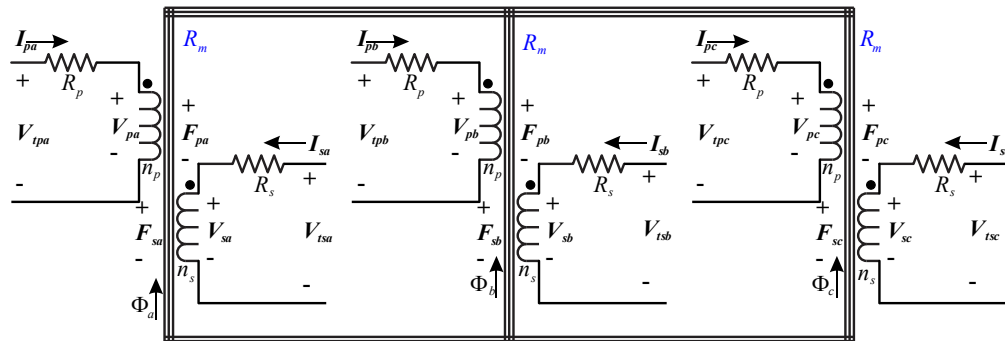 I_pa R_m I_pb R_m I_pc R_m
+ R_p + R_p + R_p
V_tpa + V_pa - + F_pa - V_tpb + V_pb - + F_pb - V_tpc + V_pc - + F_pc -
I_sa I_sb I_s
- n_p R_s + - n_p R_s + - n_p R_s +
+ F_sa - + V_sa - V_tsa + F_sb - + V_sb - V_tsb + F_sc - + V_sc - V_tsc
n_s - n_s - n_s -
Φ_a Φ_b Φ_c